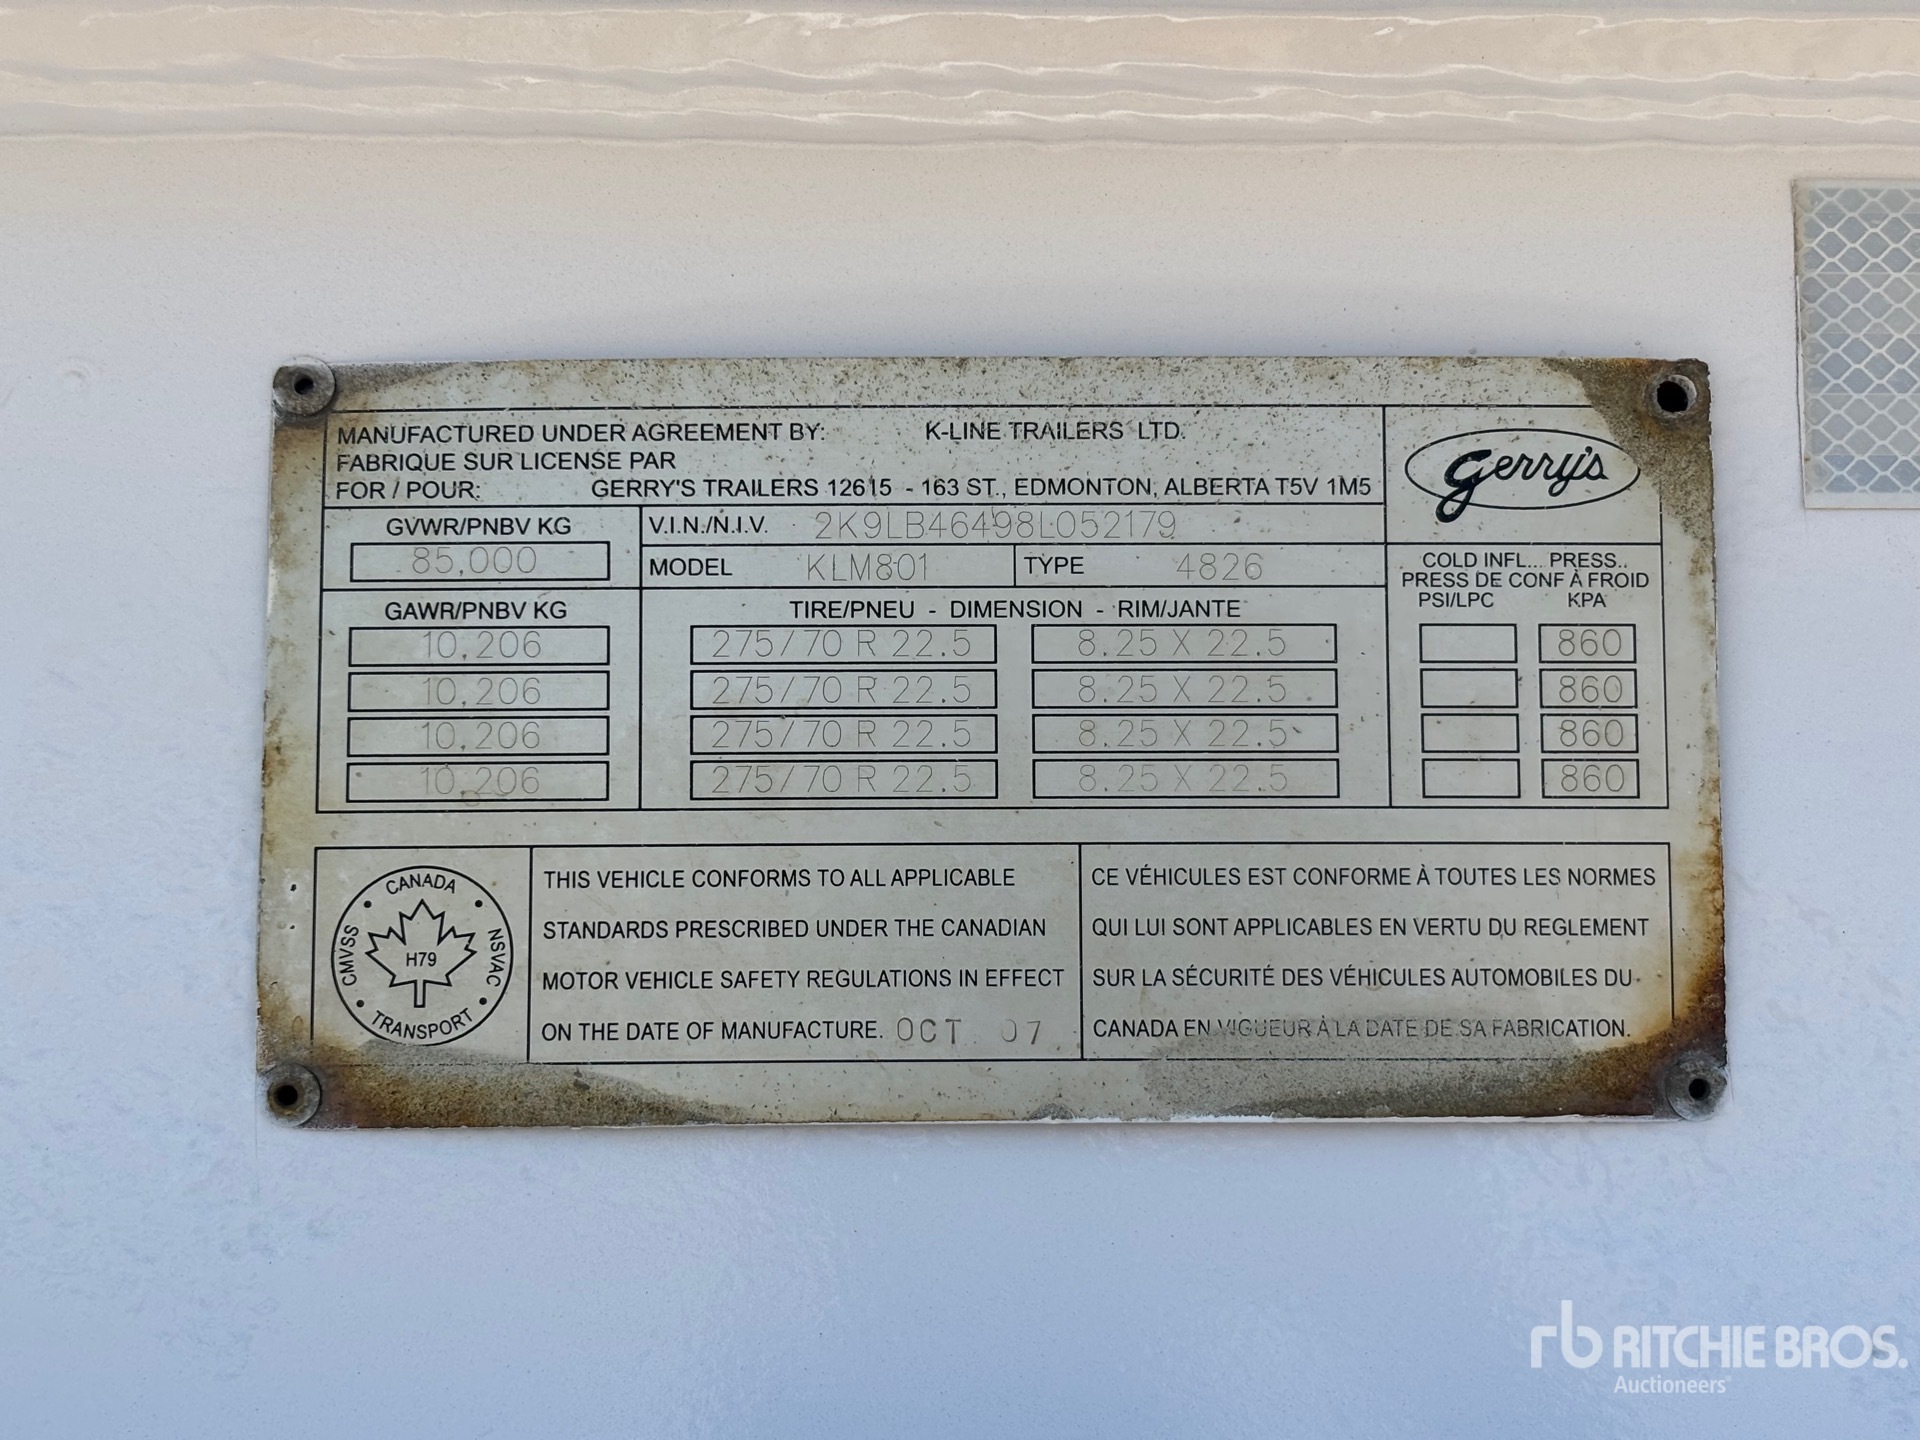 MANUFACTURED UNDER AGREEMENT BY: K-LINE TRAILERS LTD.
FABRIQUE SUR LICENSE PAR
FOR / POUR: GERRY'S TRAILERS 12615 - 163 ST., EDMONTON, ALBERTA T5V 1M5
Gerry's
GVWR/PNBV KG
85,000
V.I.N./N.I.V. 2K9LB46498L052179
MODEL KLM801 TYPE 4826
COLD INFL... PRESS..
PRESS DE CONF À FROID
PSI/LPC KPA
GAWR/PNBV KG TIRE/PNEU - DIMENSION - RIM/JANTE
10,206 275/70 R 22.5 8.25 X 22.5 860
10,206 275/70 R 22.5 8.25 X 22.5 860
10,206 275/70 R 22.5 8.25 X 22.5 860
10,206 275/70 R 22.5 8.25 X 22.5 860
CANADA
CMVSS
NSVAC
H79
TRANSPORT
THIS VEHICLE CONFORMS TO ALL APPLICABLE
STANDARDS PRESCRIBED UNDER THE CANADIAN
MOTOR VEHICLE SAFETY REGULATIONS IN EFFECT
ON THE DATE OF MANUFACTURE. OCT 07
CE VÉHICULES EST CONFORME À TOUTES LES NORMES
QUI LUI SONT APPLICABLES EN VERTU DU REGLEMENT
SUR LA SÉCURITÉ DES VÉHICULES AUTOMOBILES DU
CANADA EN VIGUEUR À LA DATE DE SA FABRICATION.
rb RITCHIE BROS.
Auctioneers